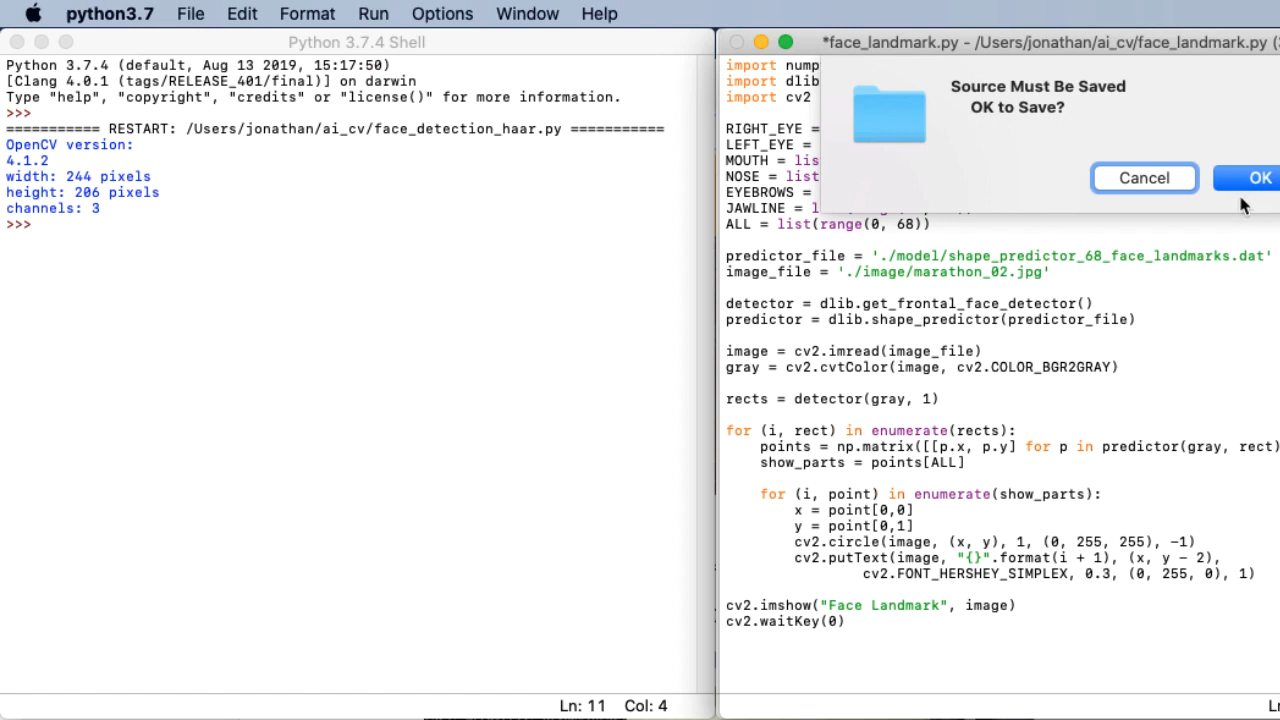 python3.7 File Edit Format Run Options Window Help
Python 3.7.4 Shell
Python 3.7.4 (default, Aug 13 2019, 15:17:50)
[Clang 4.0.1 (tags/RELEASE_401/final)] on darwin
Type "help", "copyright", "credits" or "license()" for more information.
>>>
=========== RESTART: /Users/jonathan/ai_cv/face_detection_haar.py ===========
OpenCV version:
4.1.2
width: 244 pixels
height: 206 pixels
channels: 3
>>>
Ln: 11 Col: 4
*face_landmark.py - /Users/jonathan/ai_cv/face_landmark.py
Source Must Be Saved
OK to Save?
Cancel OK
import nump
import dlib
import cv2
RIGHT_EYE =
LEFT_EYE =
MOUTH = lis
NOSE = list
EYEBROWS =
JAWLINE =
ALL = list(range(0, 68))
predictor_file = './model/shape_predictor_68_face_landmarks.dat'
image_file = './image/marathon_02.jpg'
detector = dlib.get_frontal_face_detector()
predictor = dlib.shape_predictor(predictor_file)
image = cv2.imread(image_file)
gray = cv2.cvtColor(image, cv2.COLOR_BGR2GRAY)
rects = detector(gray, 1)
for (i, rect) in enumerate(rects):
    points = np.matrix([[p.x, p.y] for p in predictor(gray, rect)
    show_parts = points[ALL]
    for (i, point) in enumerate(show_parts):
        x = point[0,0]
        y = point[0,1]
        cv2.circle(image, (x, y), 1, (0, 255, 255), -1)
        cv2.putText(image, "{}".format(i + 1), (x, y - 2),
                cv2.FONT_HERSHEY_SIMPLEX, 0.3, (0, 255, 0), 1)
cv2.imshow("Face Landmark", image)
cv2.waitKey(0)